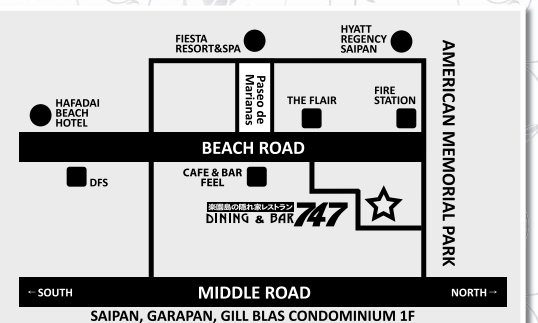 FIESTA
RESORT&SPA
HYATT
REGENCY
SAIPAN
AMERICAN MEMORIAL PARK
Paseo de
Marianas
HAFADAI
BEACH
HOTEL
THE FLAIR
FIRE
STATION
BEACH ROAD
DFS
CAFE & BAR
FEEL
楽園島の隠れ家レストラン
DINING & BAR 747
←SOUTH
MIDDLE ROAD
NORTH→
SAIPAN, GARAPAN, GILL BLAS CONDOMINIUM 1F